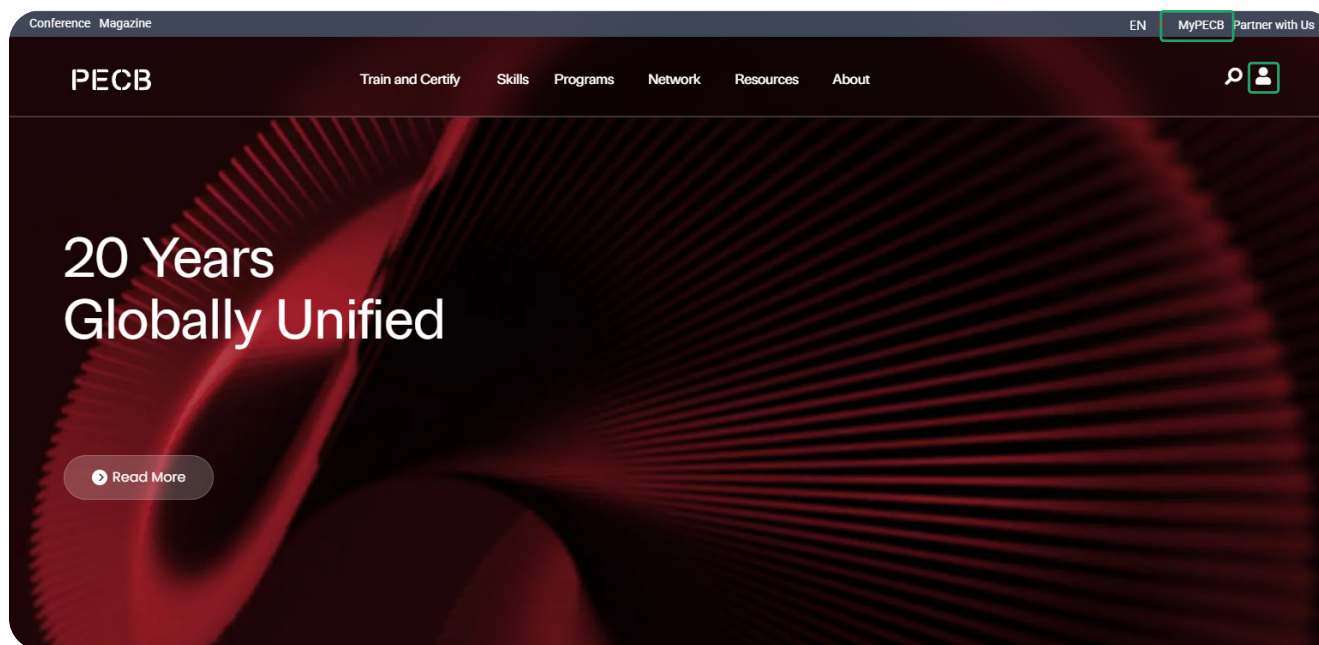 Conference Magazine EN MyPECB Partner with Us
PECB Train and Certify Skills Programs Network Resources About
20 Years
Globally Unified
Read More